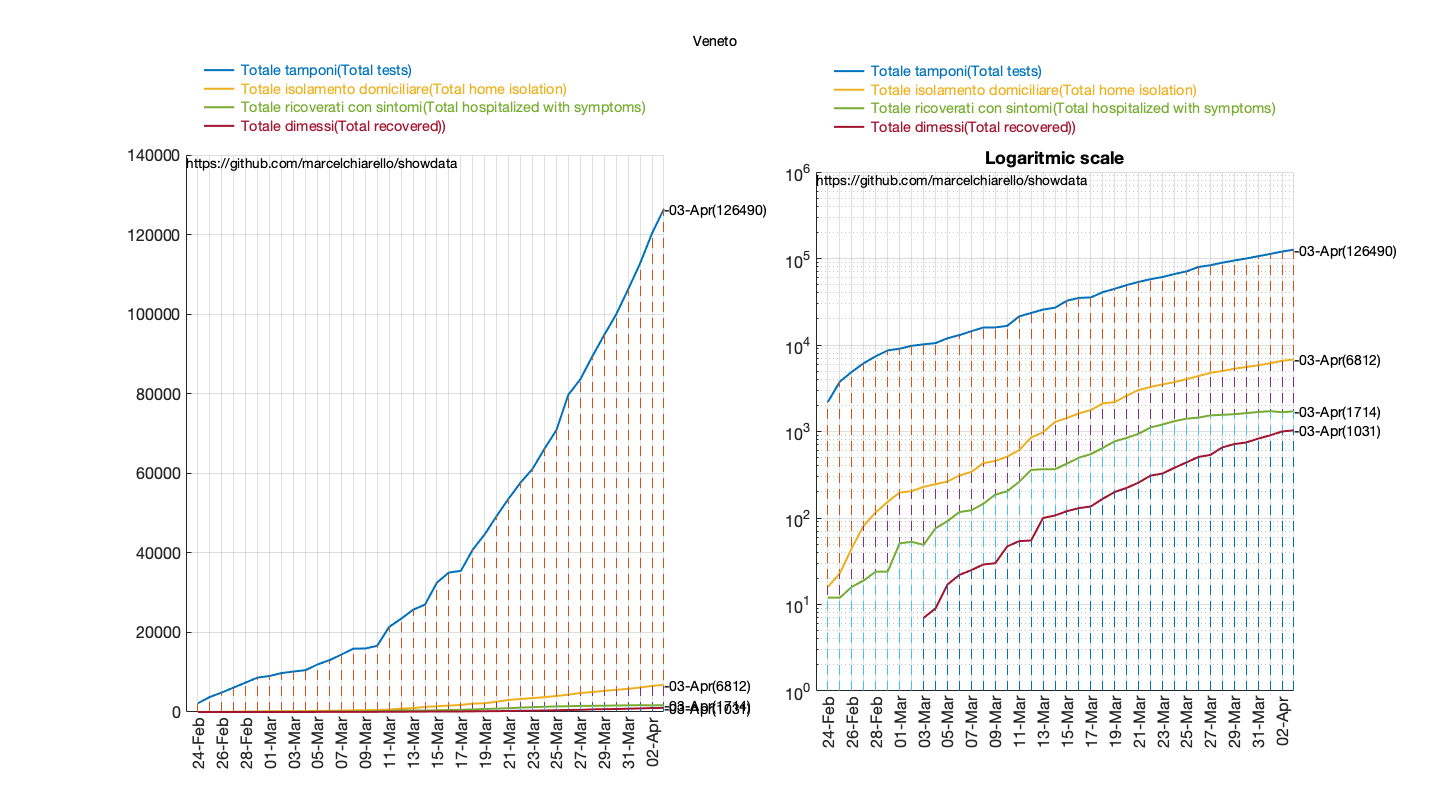 Veneto
Totale tamponi(Total tests)
Totale isolamento domiciliare(Total home isolation)
Totale ricoverati con sintomi(Total hospitalized with symptoms)
Totale dimessi(Total recovered))
140000
120000
100000
80000
60000
40000
20000
0
https://github.com/marcelchiarello/showdata
-03-Apr(126490)
-03-Apr(6812)
-03-Apr(1714)
-03-Apr(1031)
24-Feb
26-Feb
28-Feb
01-Mar
03-Mar
05-Mar
07-Mar
09-Mar
11-Mar
13-Mar
15-Mar
17-Mar
19-Mar
21-Mar
23-Mar
25-Mar
27-Mar
29-Mar
31-Mar
02-Apr
Totale tamponi(Total tests)
Totale isolamento domiciliare(Total home isolation)
Totale ricoverati con sintomi(Total hospitalized with symptoms)
Totale dimessi(Total recovered))
Logaritmic scale
10^6
10^5
10^4
10^3
10^2
10^1
10^0
https://github.com/marcelchiarello/showdata
-03-Apr(126490)
-03-Apr(6812)
-03-Apr(1714)
-03-Apr(1031)
24-Feb
26-Feb
28-Feb
01-Mar
03-Mar
05-Mar
07-Mar
09-Mar
11-Mar
13-Mar
15-Mar
17-Mar
19-Mar
21-Mar
23-Mar
25-Mar
27-Mar
29-Mar
31-Mar
02-Apr